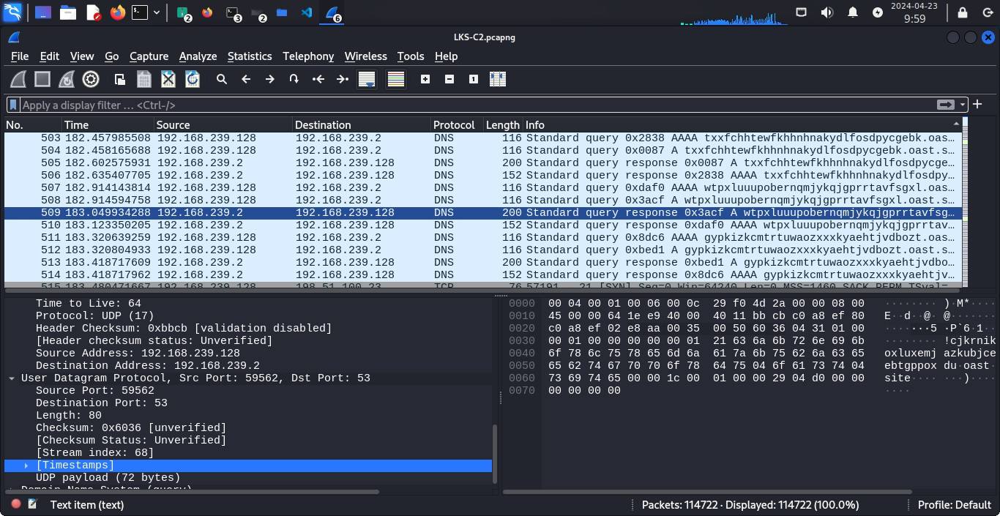 2
3
2
6
2024-04-23
9:59
LKS-C2.pcapng
File Edit View Go Capture Analyze Statistics Telephony Wireless Tools Help
Apply a display filter … <Ctrl-/>
No. Time Source Destination Protocol Length Info
503 182.457985508 192.168.239.128 192.168.239.2 DNS 116 Standard query 0x2838 AAAA txxfchhtewfkhhnhnakydlfosdpycgebk.oas…
504 182.458165688 192.168.239.128 192.168.239.2 DNS 116 Standard query 0x0087 A txxfchhtewfkhhnhnakydlfosdpycgebk.oast.s…
505 182.602575931 192.168.239.2 192.168.239.128 DNS 200 Standard query response 0x0087 A txxfchhtewfkhhnhnakydlfosdpycge…
506 182.635407705 192.168.239.2 192.168.239.128 DNS 152 Standard query response 0x2838 AAAA txxfchhtewfkhhnhnakydlfosdpy…
507 182.914143814 192.168.239.128 192.168.239.2 DNS 116 Standard query 0xdaf0 AAAA wtpxluuupobernqmjykqjgprrtavfsgxl.oas…
508 182.914594758 192.168.239.128 192.168.239.2 DNS 116 Standard query 0x3acf A wtpxluuupobernqmjykqjgprrtavfsgxl.oast.s…
509 183.049934288 192.168.239.2 192.168.239.128 DNS 200 Standard query response 0x3acf A wtpxluuupobernqmjykqjgprrtavfsg…
510 183.123350205 192.168.239.2 192.168.239.128 DNS 152 Standard query response 0xdaf0 AAAA wtpxluuupobernqmjykqjgprrtav…
511 183.320639259 192.168.239.128 192.168.239.2 DNS 116 Standard query 0x8dc6 AAAA gypkizkcmtrtuwaozxxxkyaehtjvdbozt.oas…
512 183.320804933 192.168.239.128 192.168.239.2 DNS 116 Standard query 0xbed1 A gypkizkcmtrtuwaozxxxkyaehtjvdbozt.oast.s…
513 183.418717609 192.168.239.2 192.168.239.128 DNS 200 Standard query response 0xbed1 A gypkizkcmtrtuwaozxxxkyaehtjvdbo…
514 183.418717962 192.168.239.2 192.168.239.128 DNS 152 Standard query response 0x8dc6 AAAA gypkizkcmtrtuwaozxxxkyaehtjv…
515 183.480471667 192.168.239.128 198.51.100.23 TCP 76 57191 21 [SYN] Seq=0 Win=64240 Len=0 MSS=1460 SACK_PERM TSval=
Time to Live: 64
Protocol: UDP (17)
Header Checksum: 0xbbcb [validation disabled]
[Header checksum status: Unverified]
Source Address: 192.168.239.128
Destination Address: 192.168.239.2
User Datagram Protocol, Src Port: 59562, Dst Port: 53
Source Port: 59562
Destination Port: 53
Length: 80
Checksum: 0x6036 [unverified]
[Checksum Status: Unverified]
[Stream index: 68]
[Timestamps]
UDP payload (72 bytes)
Domain Name System (query)
0000 00 04 00 01 00 06 00 0c 29 f0 4d 2a 00 00 08 00 ········ )·M*····
0010 45 00 00 64 1e e9 40 00 40 11 bb cb c0 a8 ef 80 E··d··@· @·······
0020 c0 a8 ef 02 e8 aa 00 35 00 50 60 36 04 31 01 00 ·······5 ·P`6·1··
0030 00 01 00 00 00 00 00 01 21 63 6a 6b 72 6e 69 6b ········ !cjkrnik
0040 6f 78 6c 75 78 65 6d 6a 61 7a 6b 75 62 6a 63 65 oxluxemj azkubjce
0050 65 62 74 67 70 70 6f 78 64 75 04 6f 61 73 74 04 ebtgppox du·oast·
0060 73 69 74 65 00 00 1c 00 01 00 00 29 04 d0 00 00 site···· ···)····
0070 00 00 00 00 ····
Text item (text)
Packets: 114722 · Displayed: 114722 (100.0%)
Profile: Default